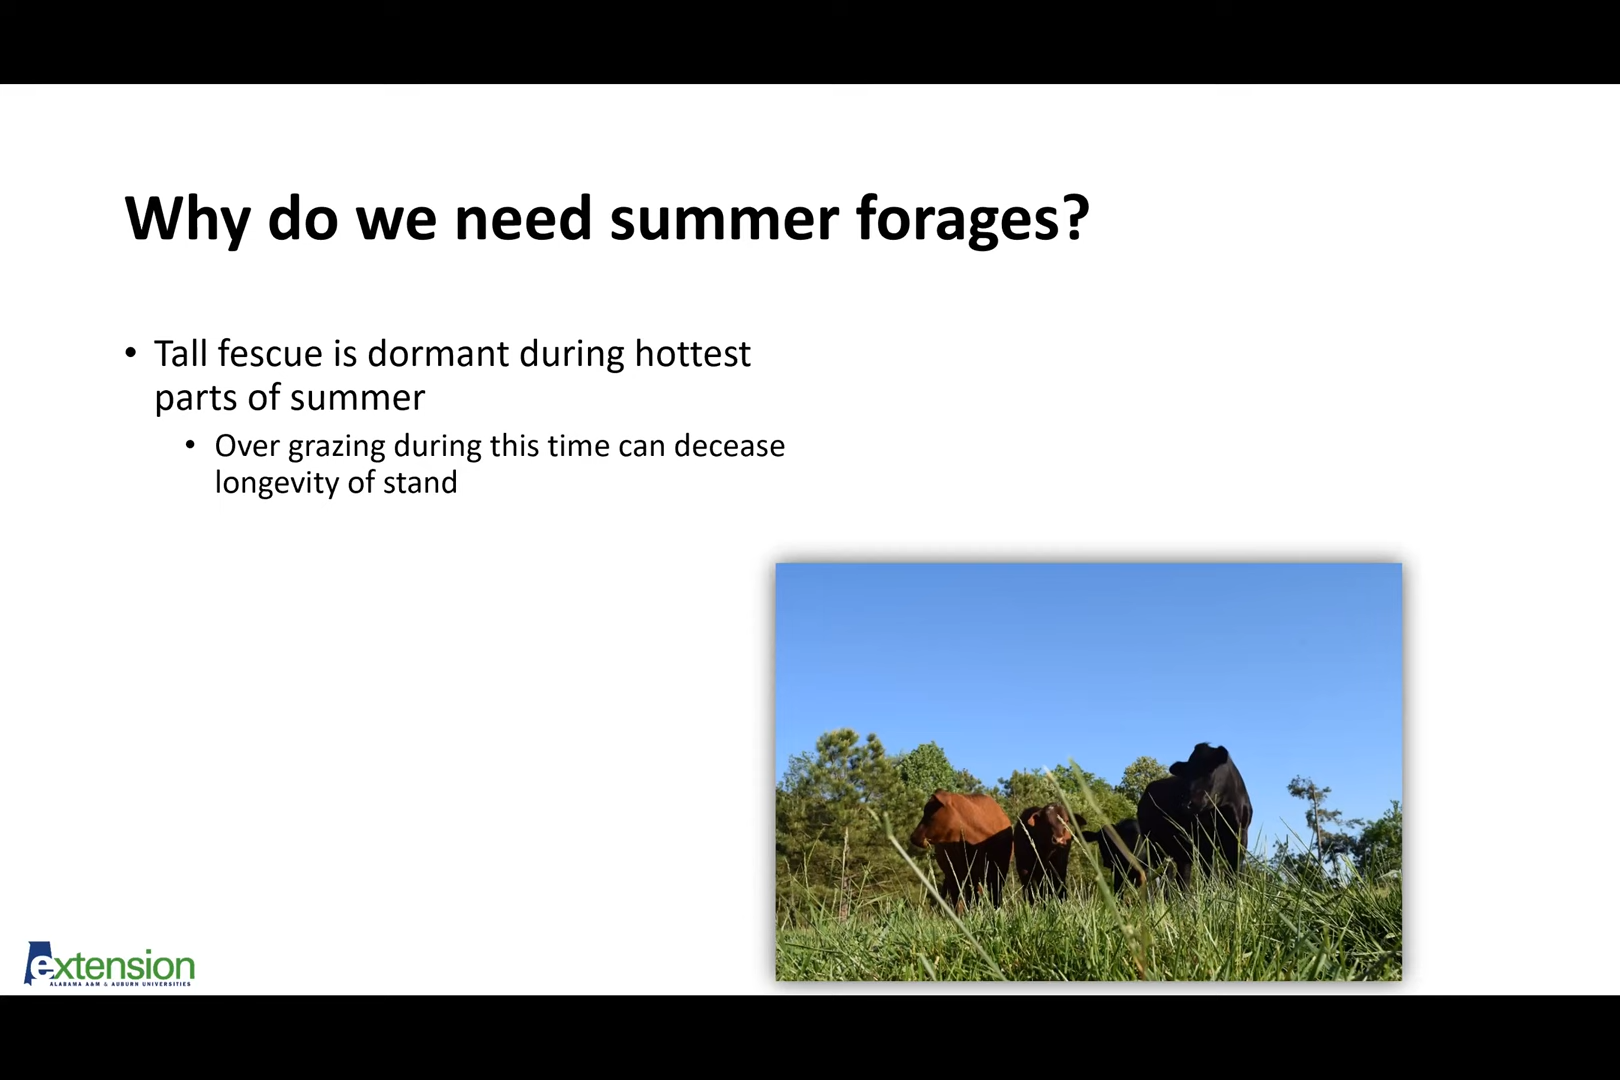 Why do we need summer forages?
• Tall fescue is dormant during hottest
parts of summer
• Over grazing during this time can decease
longevity of stand
extension
ALABAMA A&M & AUBURN UNIVERSITIES